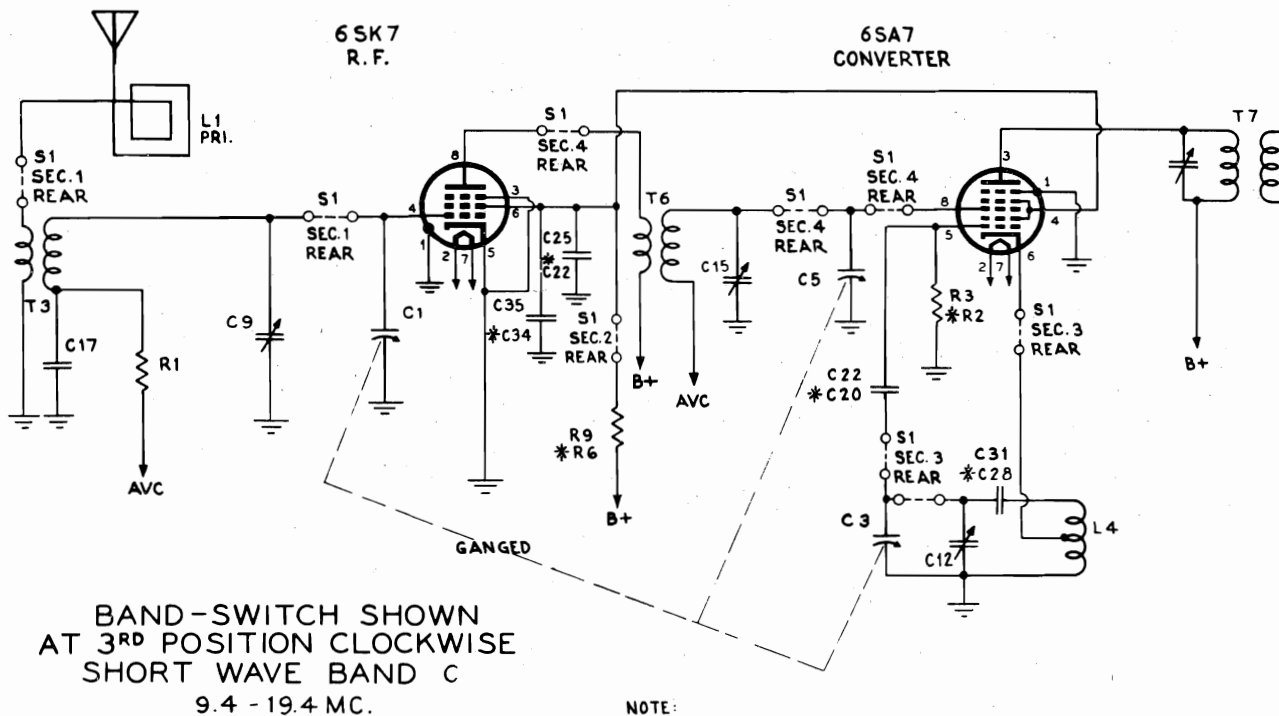 6SK7
R.F.
6SA7
CONVERTER
L1
PRI.
S1
SEC.1
REAR
S1
SEC.4
REAR
T7
8
3
6
4
1
2
7
5
S1
SEC.1
REAR
T6
S1
SEC.4
REAR
S1
SEC.4
REAR
3
1
8
4
5
2
7
6
T3
C17
R1
AVC
C9
C1
C35
※C34
C25
※C22
S1
SEC.2
REAR
R9
※R6
B+
B+
AVC
C15
C5
R3
※R2
S1
SEC.3
REAR
C22
※C20
S1
SEC.3
REAR
C31
※C28
C3
C12
L4
B+
GANGED
BAND-SWITCH SHOWN
AT 3RD POSITION CLOCKWISE
SHORT WAVE BAND C
9.4 - 19.4 MC.
NOTE: